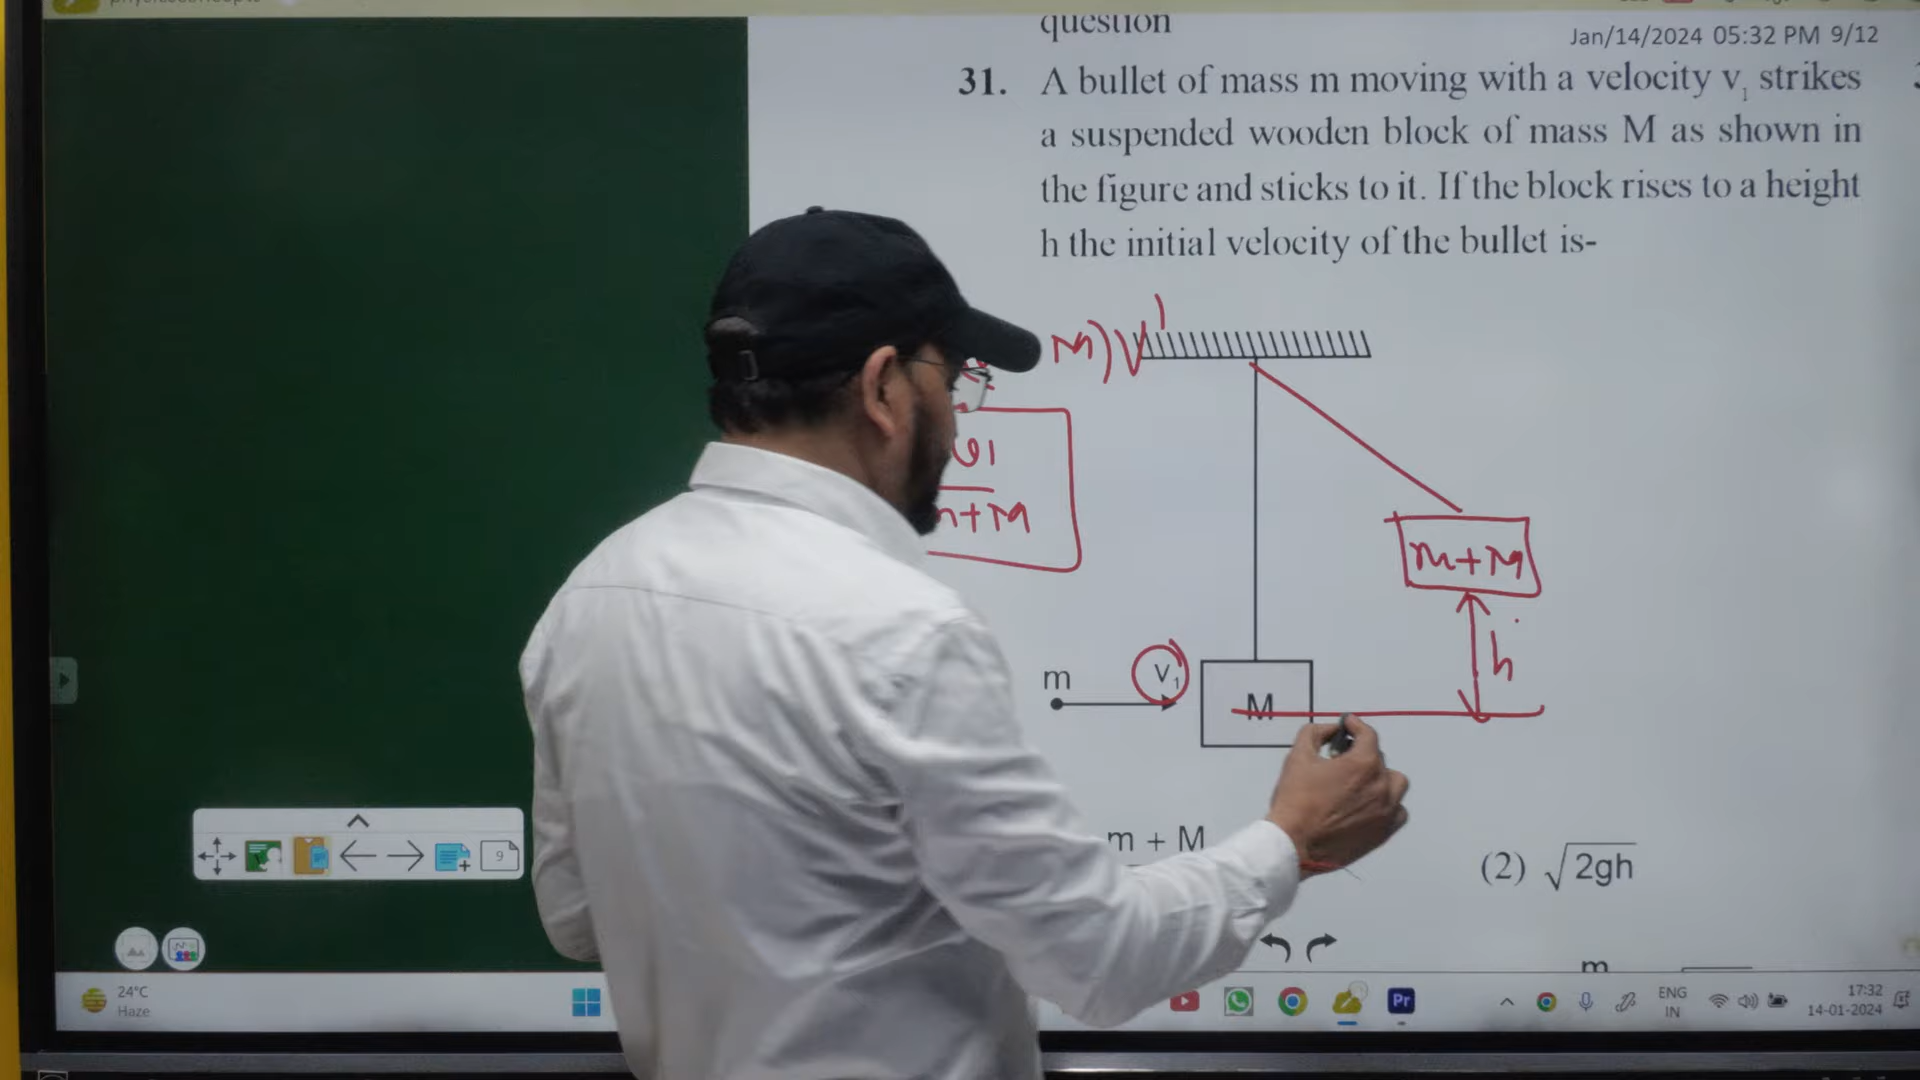 question
Jan/14/2024 05:32 PM 9/12
31. A bullet of mass m moving with a velocity v₁ strikes
a suspended wooden block of mass M as shown in
the figure and sticks to it. If the block rises to a height
h the initial velocity of the bullet is-
M)V'
m+M
h
m
V₁
M
m + M
(2) √2gh
m
9
24°C
Haze
Pr
ENG
IN
17:32
14-01-2024